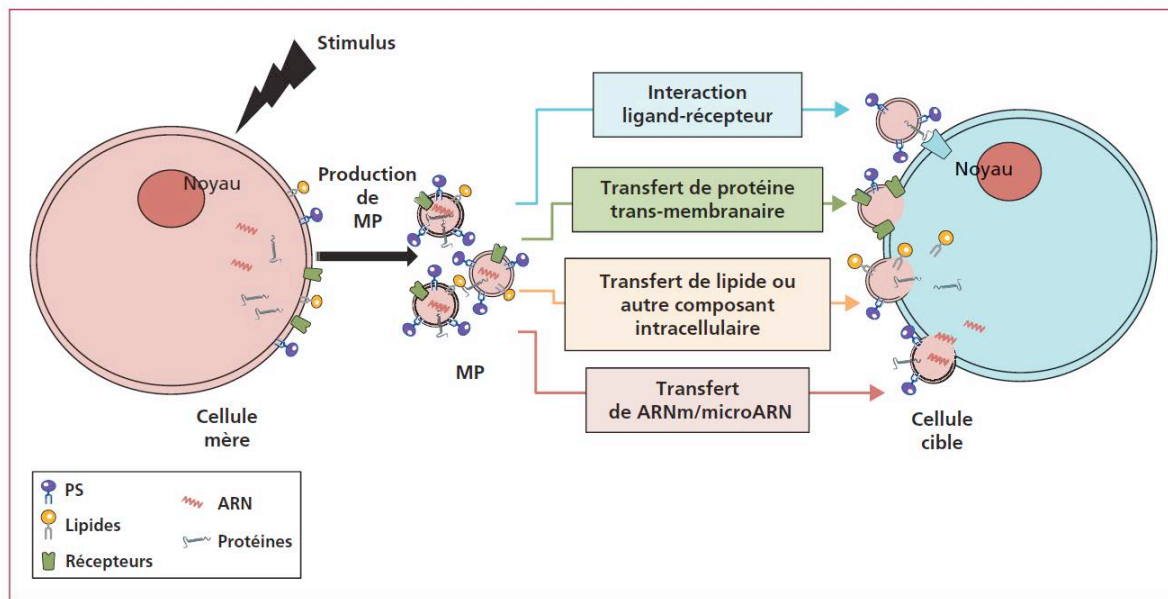 Stimulus
Noyau
Production
de
MP
Cellule
mère
MP
Interaction
ligand-récepteur
Transfert de protéine
trans-membranaire
Transfert de lipide ou
autre composant
intracellulaire
Transfert
de ARNm/microARN
Noyau
Cellule
cible
PS
Lipides
Récepteurs
ARN
Protéines